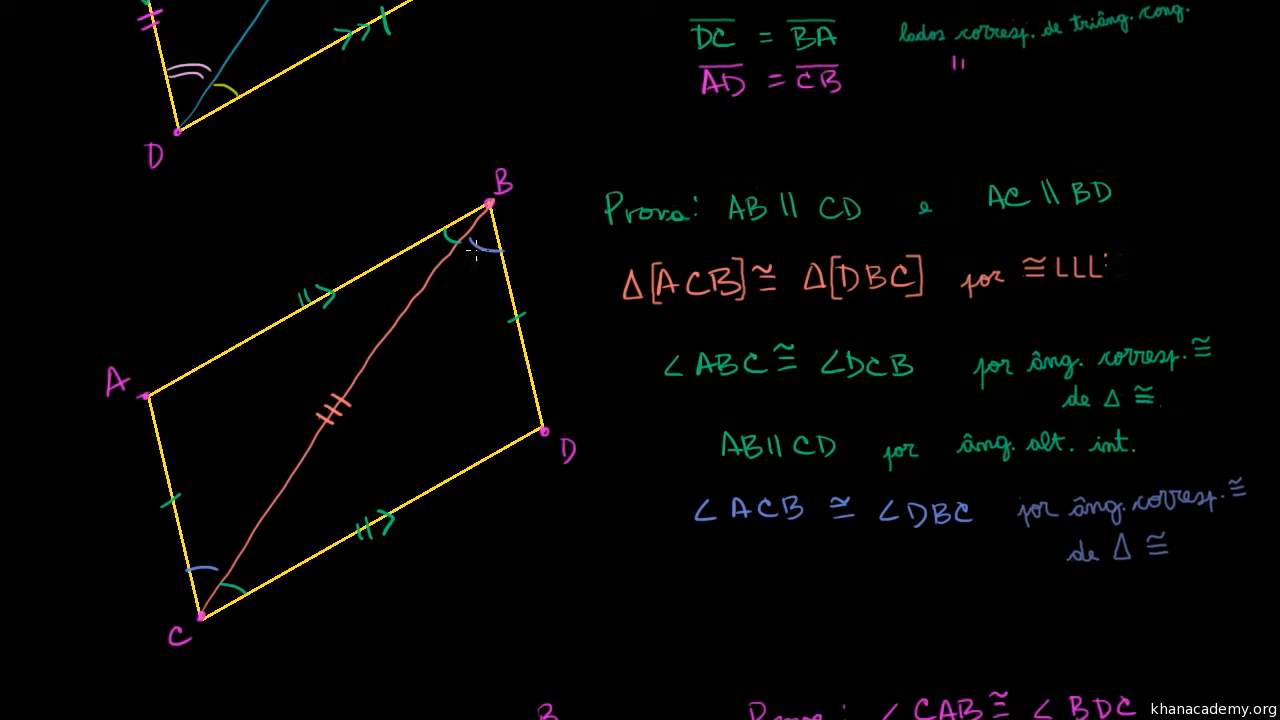 DC = BA lados corresp. de triâng. cong.
AD = CB "
D
B
Prova: AB || CD e AC || BD
Δ[ACB] ≅ Δ[DBC] por ≅ LLL
∠ABC ≅ ∠DCB por âng. corresp. ≅
de Δ ≅.
A
D
AB || CD por âng. alt. int.
∠ACB ≅ ∠DBC por âng. corresp. ≅
de Δ ≅
C
B
Prova: ∠CAB ≅ ∠BDC
khanacademy.org